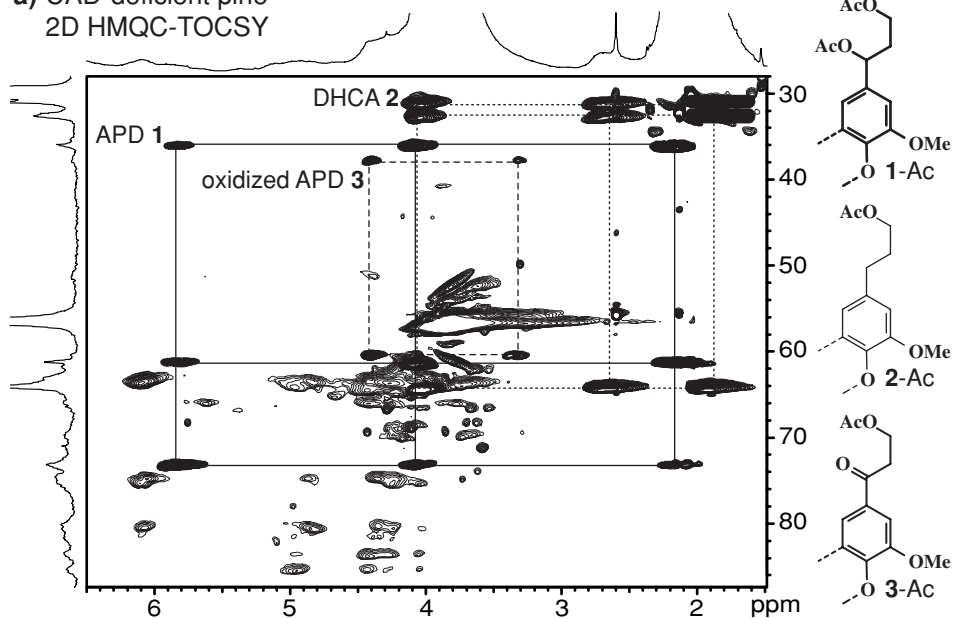 a) CAD-deficient pine
2D HMQC-TOCSY
DHCA 2
APD 1
oxidized APD 3
30
40
50
60
70
80
6 5 4 3 2 ppm
AcO
AcO
OMe
O 1-Ac
AcO
OMe
O 2-Ac
AcO
O
OMe
O 3-Ac